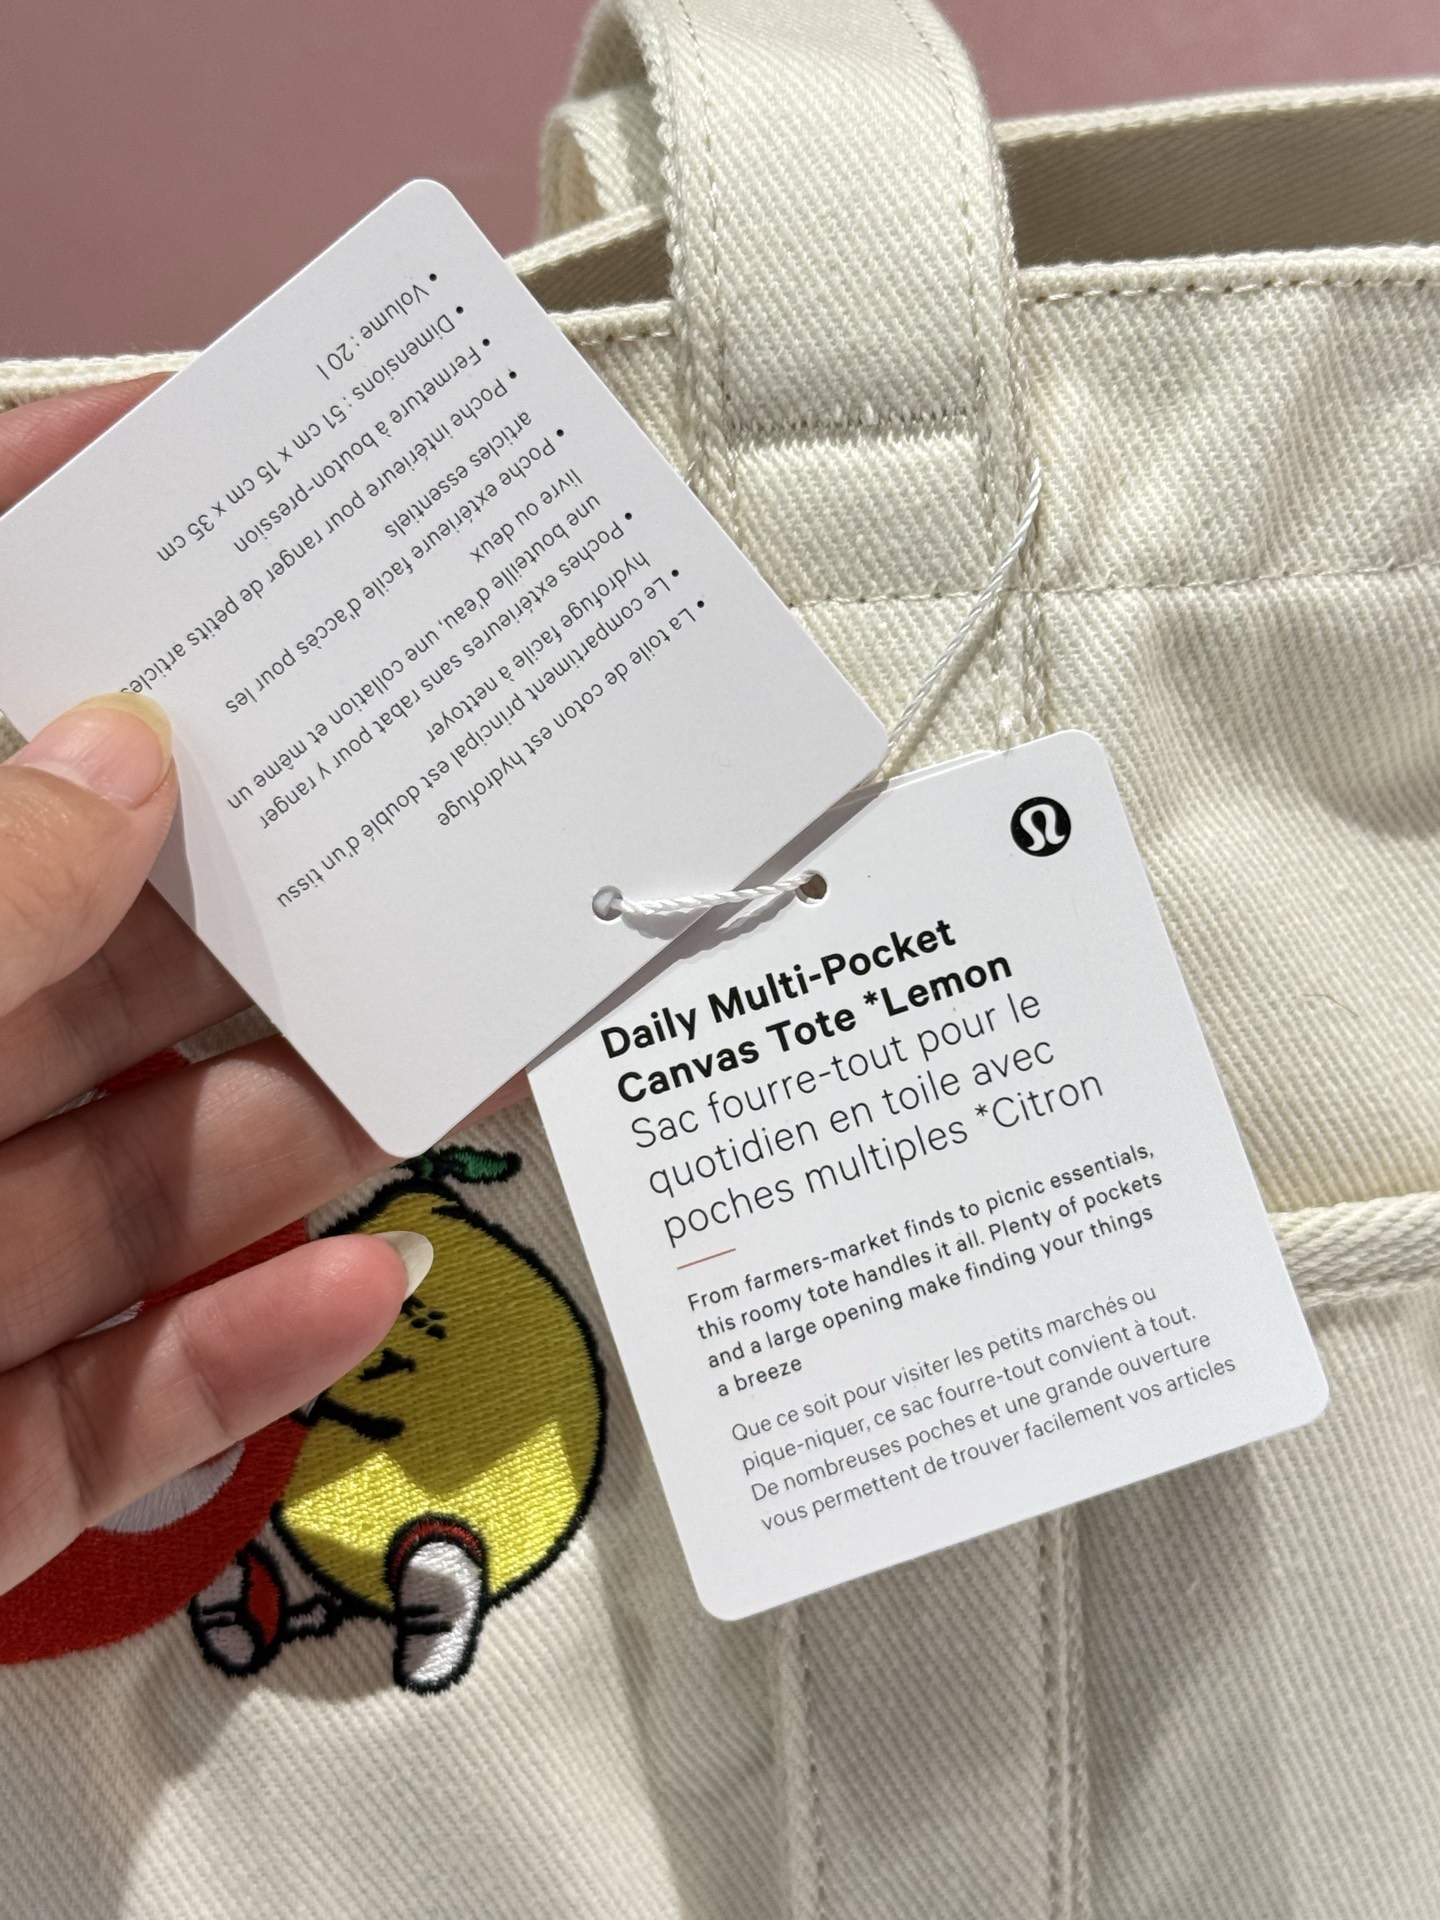 • La toile de coton est hydrofuge
• Le compartiment principal est doublé d'un tissu
hydrofuge facile à nettoyer
• Poches extérieures sans rabat pour y ranger
une bouteille d'eau, une collation et même un
livre ou deux
• Poche extérieure facile d'accès pour les
articles essentiels
• Poche intérieure pour ranger de petits articles
• Fermeture à bouton-pression
• Dimensions : 51 cm x 15 cm x 35 cm
• Volume : 20 l
Daily Multi-Pocket
Canvas Tote *Lemon
Sac fourre-tout pour le
quotidien en toile avec
poches multiples *Citron
From farmers-market finds to picnic essentials,
this roomy tote handles it all. Plenty of pockets
and a large opening make finding your things
a breeze
Que ce soit pour visiter les petits marchés ou
pique-niquer, ce sac fourre-tout convient à tout.
De nombreuses poches et une grande ouverture
vous permettent de trouver facilement vos articles